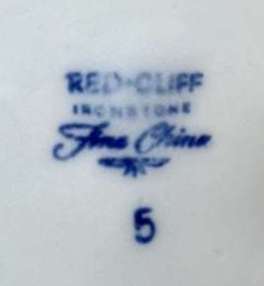 RED-CLIFF
IRONSTONE
Fine China
5